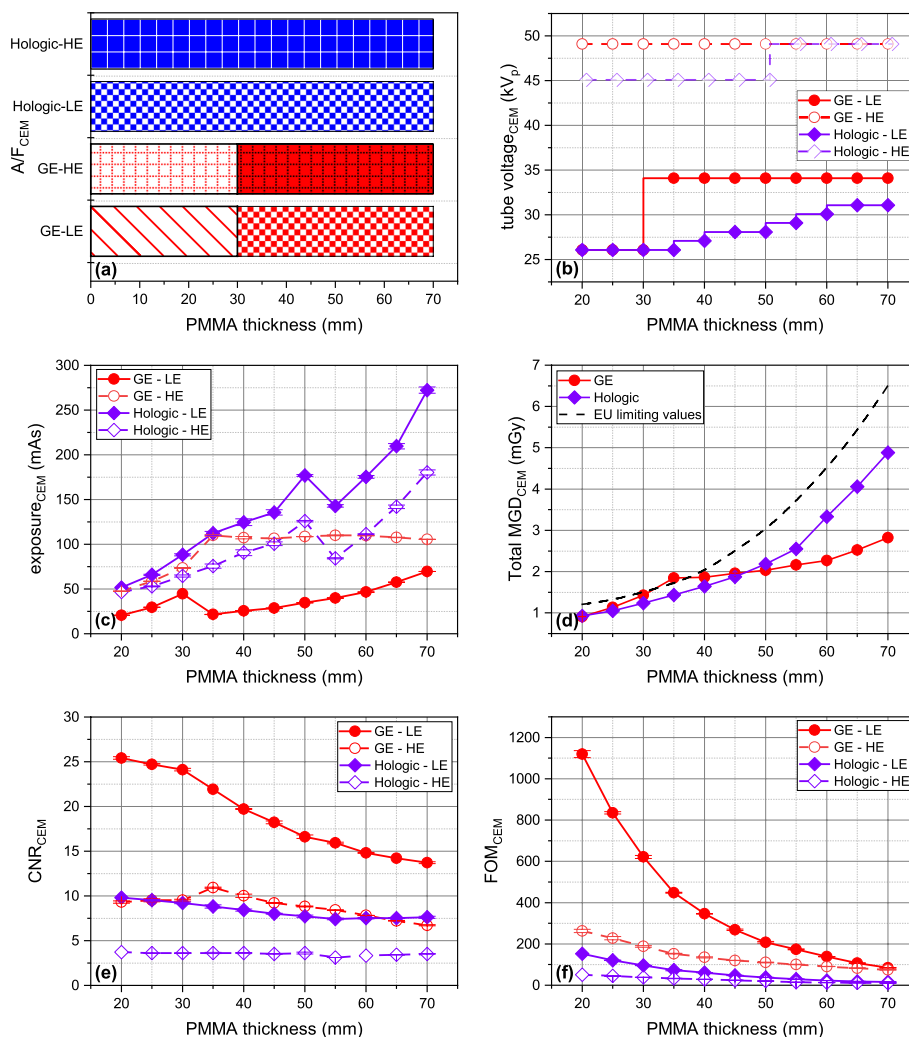 A/F_CEM
Hologic-HE
Hologic-LE
GE-HE
GE-LE
(a)
0 10 20 30 40 50 60 70
PMMA thickness (mm)
tube voltage_CEM (kV_p)
50
45
40
35
30
25
GE - LE
GE - HE
Hologic - LE
Hologic - HE
(b)
20 30 40 50 60 70
PMMA thickness (mm)
exposure_CEM (mAs)
300
250
200
150
100
50
0
GE - LE
GE - HE
Hologic - LE
Hologic - HE
(c)
20 30 40 50 60 70
PMMA thickness (mm)
Total MGD_CEM (mGy)
7
6
5
4
3
2
1
GE
Hologic
EU limiting values
(d)
20 30 40 50 60 70
PMMA thickness (mm)
CNR_CEM
30
25
20
15
10
5
0
GE - LE
GE - HE
Hologic - LE
Hologic - HE
(e)
20 30 40 50 60 70
PMMA thickness (mm)
FOM_CEM
1200
1000
800
600
400
200
0
GE - LE
GE - HE
Hologic - LE
Hologic - HE
(f)
20 30 40 50 60 70
PMMA thickness (mm)